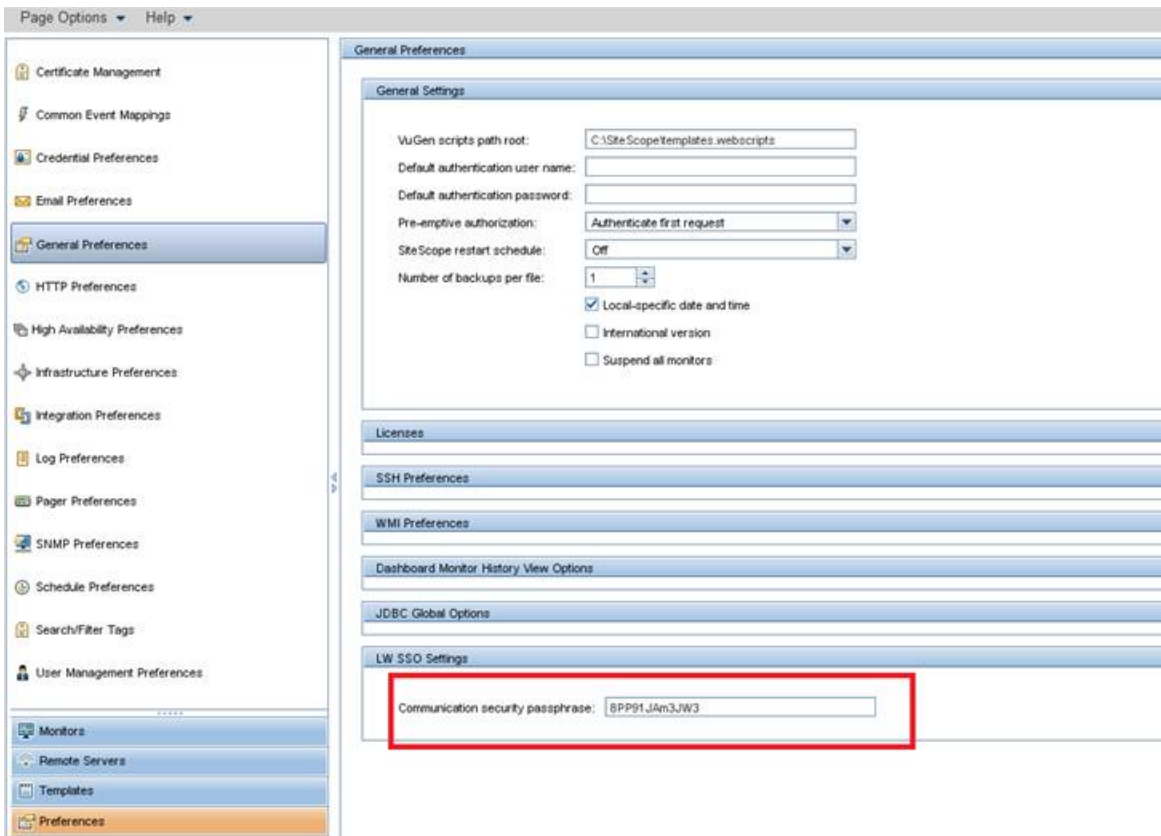 Page Options Help
Certificate Management
Common Event Mappings
Credential Preferences
Email Preferences
General Preferences
HTTP Preferences
High Availability Preferences
Infrastructure Preferences
Integration Preferences
Log Preferences
Pager Preferences
SNMP Preferences
Schedule Preferences
Search/Filter Tags
User Management Preferences
Monitors
Remote Servers
Templates
Preferences
General Preferences
General Settings
VuGen scripts path root: C:\SiteScope\templates.webscripts
Default authentication user name:
Default authentication password:
Pre-emptive authorization: Authenticate first request
SiteScope restart schedule: Off
Number of backups per file: 1
Local-specific date and time
International version
Suspend all monitors
Licenses
SSH Preferences
WMI Preferences
Dashboard Monitor History View Options
JDBC Global Options
LW SSO Settings
Communication security passphrase: 8PP91JAm3JW3